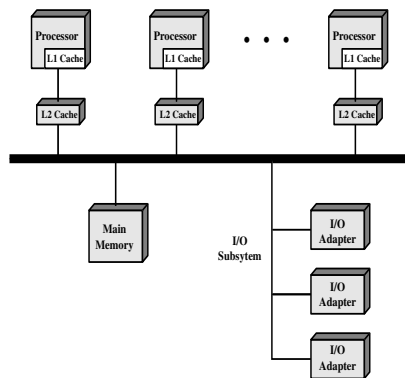 Processor
L1 Cache
Processor
L1 Cache
Processor
L1 Cache
L2 Cache
L2 Cache
L2 Cache
Main
Memory
I/O
Subsytem
I/O
Adapter
I/O
Adapter
I/O
Adapter